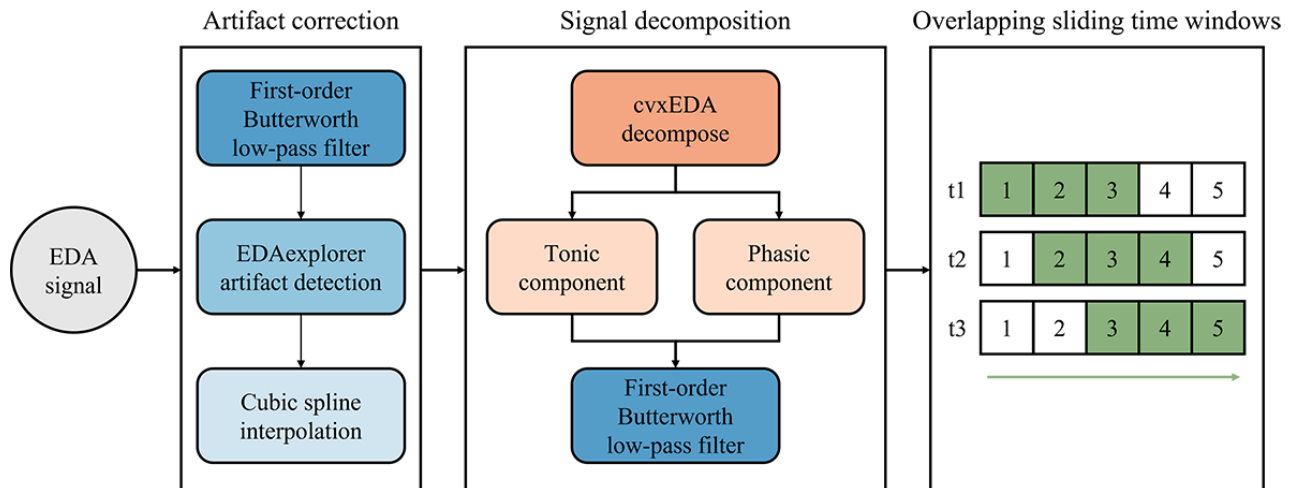 Artifact correction
Signal decomposition
Overlapping sliding time windows
EDA
signal
First-order
Butterworth
low-pass filter
EDAexplorer
artifact detection
Cubic spline
interpolation
cvxEDA
decompose
Tonic
component
Phasic
component
First-order
Butterworth
low-pass filter
t1 1 2 3 4 5
t2 1 2 3 4 5
t3 1 2 3 4 5